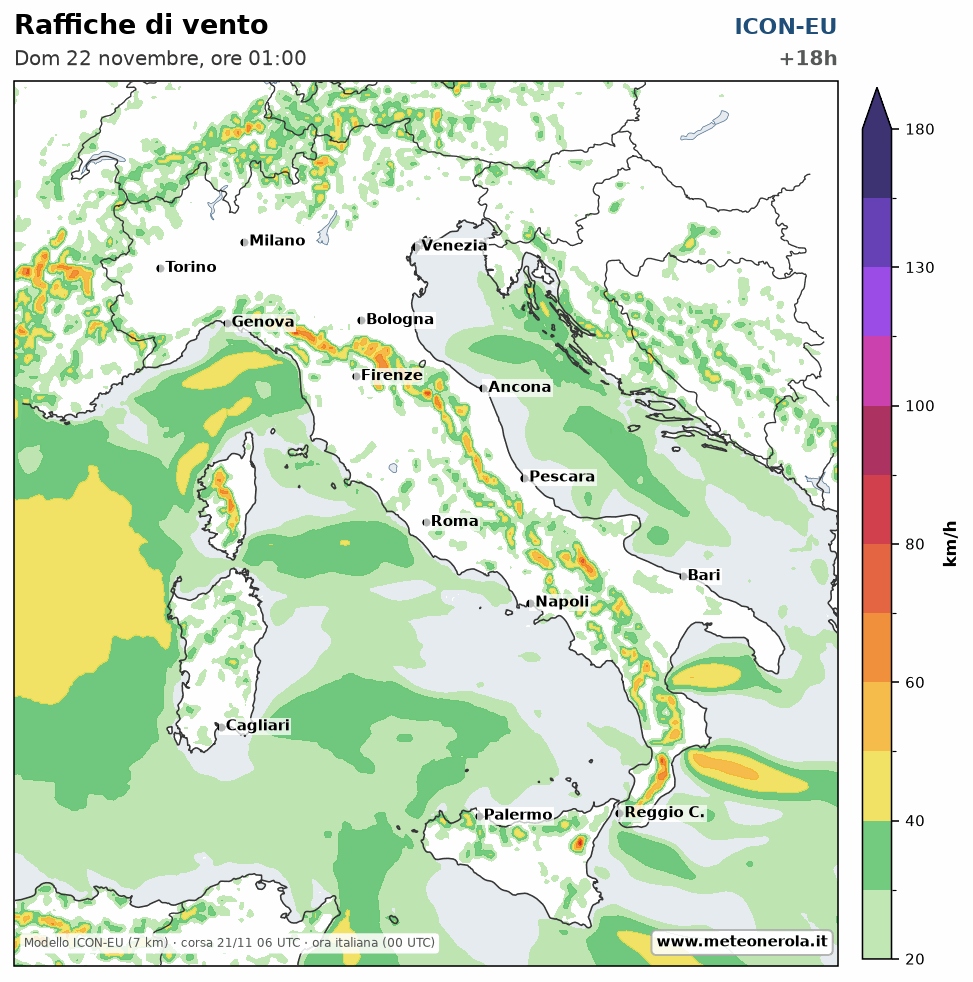 Raffiche di vento
ICON-EU
Dom 22 novembre, ore 01:00
+18h
180
130
100
80
60
40
20
km/h
Milano
Venezia
Torino
Genova
Bologna
Firenze
Ancona
Pescara
Roma
Bari
Napoli
Cagliari
Palermo
Reggio C.
Modello ICON-EU (7 km) · corsa 21/11 06 UTC · ora italiana (00 UTC)
www.meteonerola.it